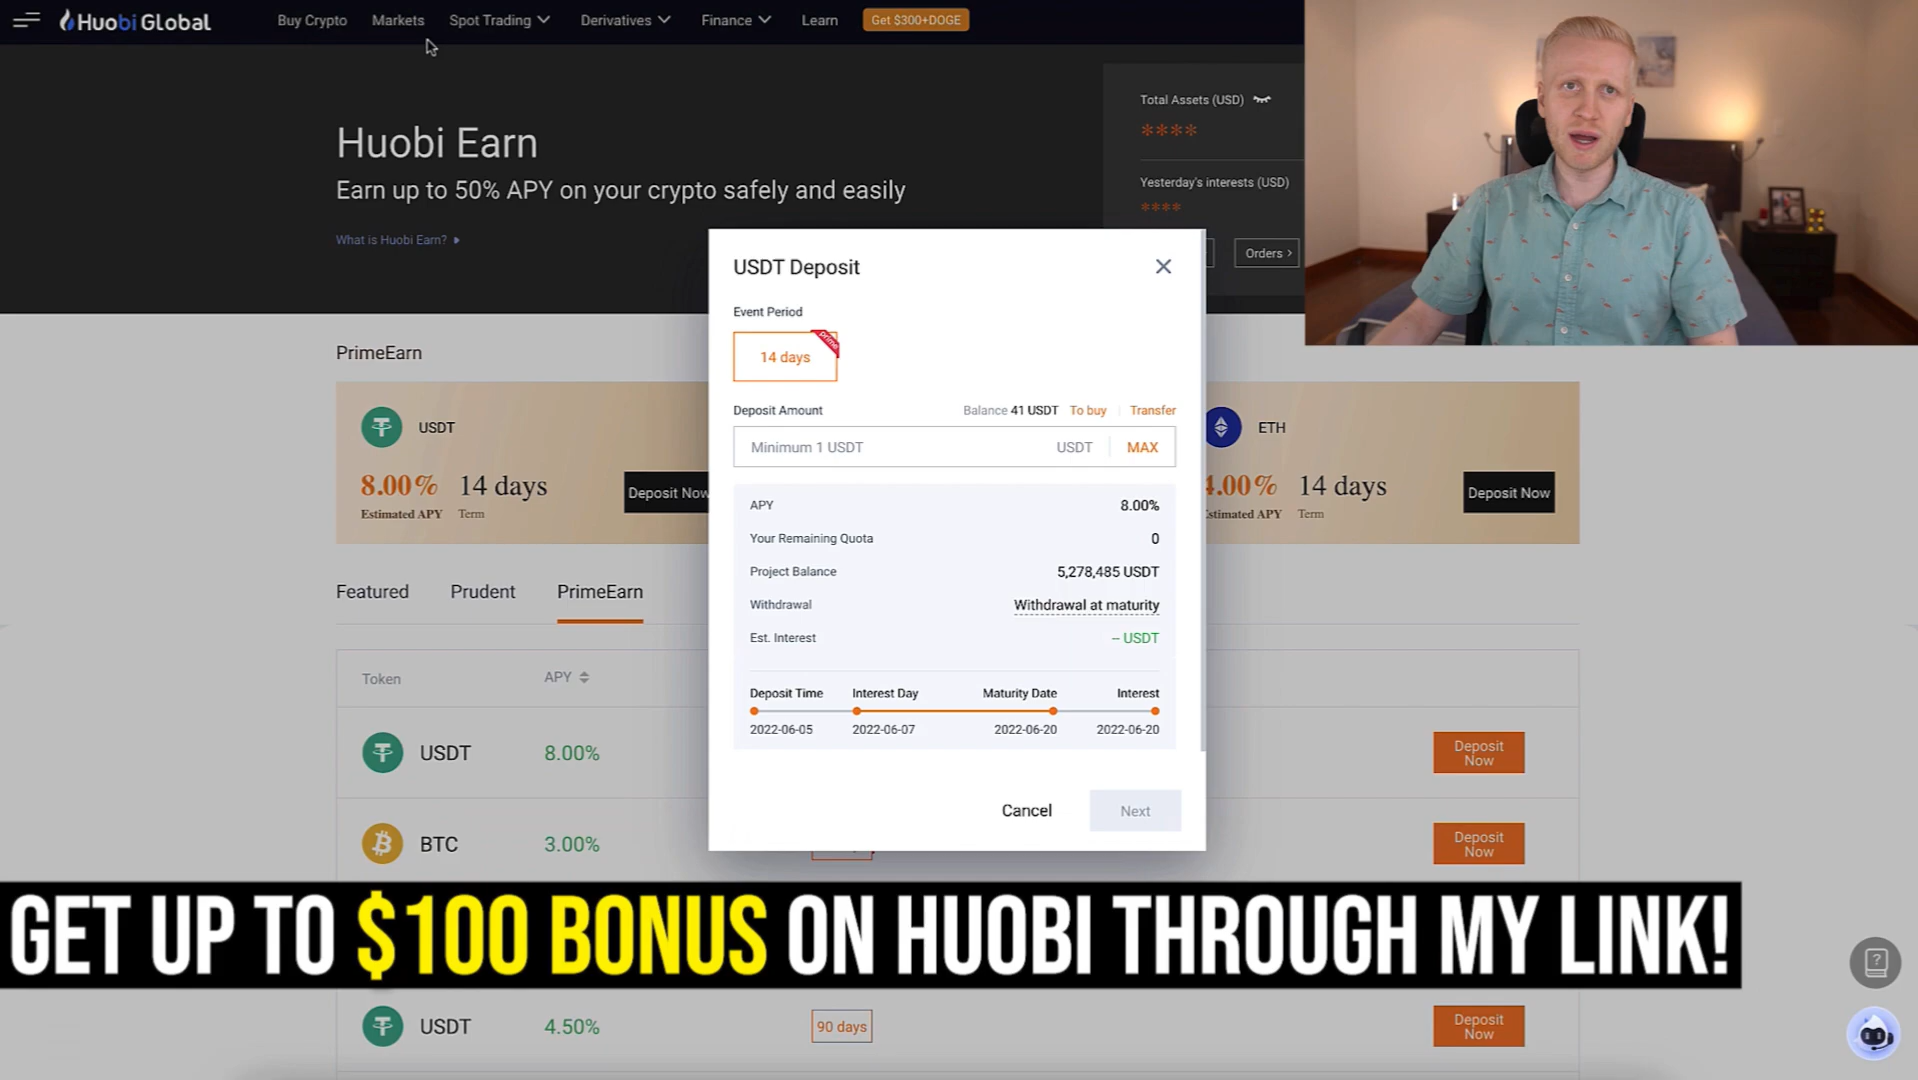 Huobi Global
Buy Crypto
Markets
Spot Trading
Derivatives
Finance
Learn
Get $300+DOGE
Huobi Earn
Earn up to 50% APY on your crypto safely and easily
What is Huobi Earn?
Total Assets (USD)
****
Yesterday's interests (USD)
****
Orders
PrimeEarn
USDT
8.00%
14 days
Estimated APY
Term
Deposit Now
ETH
4.00%
14 days
Estimated APY
Term
Deposit Now
USDT Deposit
Event Period
14 days
Prime
Deposit Amount
Balance 41 USDT
To buy
Transfer
Minimum 1 USDT
USDT
MAX
APY
8.00%
Your Remaining Quota
0
Project Balance
5,278,485 USDT
Withdrawal
Withdrawal at maturity
Est. Interest
-- USDT
Deposit Time
Interest Day
Maturity Date
Interest
2022-06-05
2022-06-07
2022-06-20
2022-06-20
Cancel
Next
Featured
Prudent
PrimeEarn
Token
APY
USDT
8.00%
Deposit
Now
BTC
3.00%
Deposit
Now
GET UP TO $100 BONUS ON HUOBI THROUGH MY LINK!
USDT
4.50%
90 days
Deposit
Now